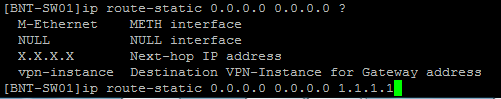 [BNT-SW01]ip route-static 0.0.0.0 0.0.0.0 ?
M-Ethernet METH interface
NULL NULL interface
X.X.X.X Next-hop IP address
vpn-instance Destination VPN-Instance for Gateway address
[BNT-SW01]ip route-static 0.0.0.0 0.0.0.0 1.1.1.1